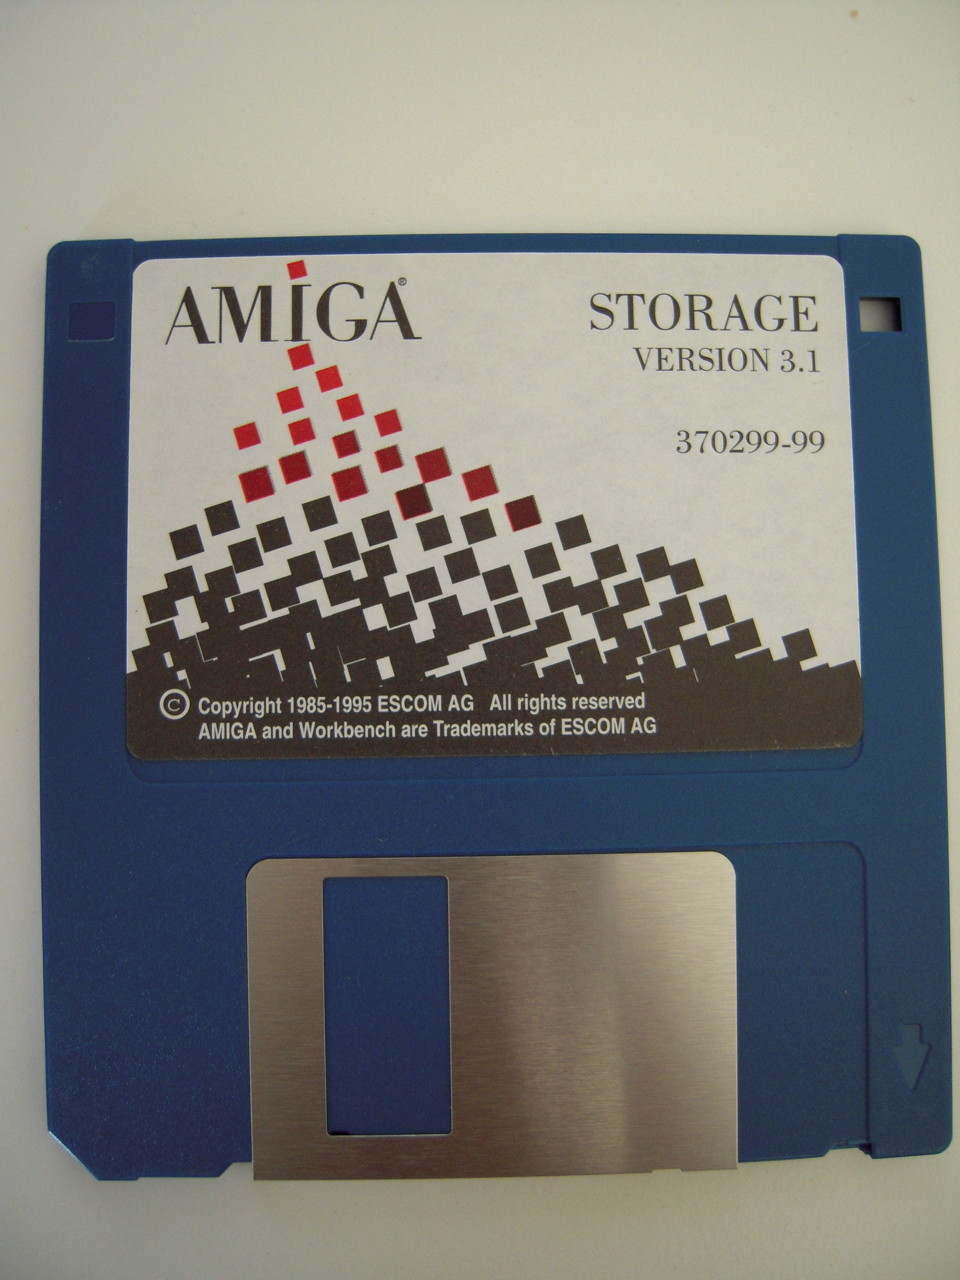 AMIGA®
STORAGE
VERSION 3.1
370299-99
© Copyright 1985-1995 ESCOM AG All rights reserved
AMIGA and Workbench are Trademarks of ESCOM AG